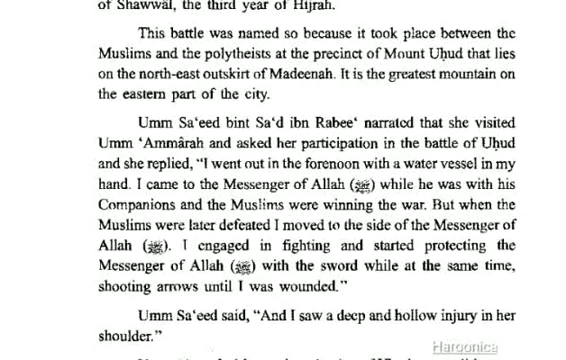 of Shawwâl, the third year of Hijrah.
This battle was named so because it took place between the
Muslims and the polytheists at the precinct of Mount Uḥud that lies
on the north-east outskirt of Madeenah. It is the greatest mountain on
the eastern part of the city.
Umm Sa‘eed bint Sa‘d ibn Rabee‘ narrated that she visited
Umm ‘Ammârah and asked her participation in the battle of Uḥud
and she replied, “I went out in the forenoon with a water vessel in my
hand. I came to the Messenger of Allah (ﷺ) while he was with his
Companions and the Muslims were winning the war. But when the
Muslims were later defeated I moved to the side of the Messenger of
Allah (ﷺ). I engaged in fighting and started protecting the
Messenger of Allah (ﷺ) with the sword while at the same time,
shooting arrows until I was wounded.”
Umm Sa‘eed said, “And I saw a deep and hollow injury in her
shoulder.”
Haroonica